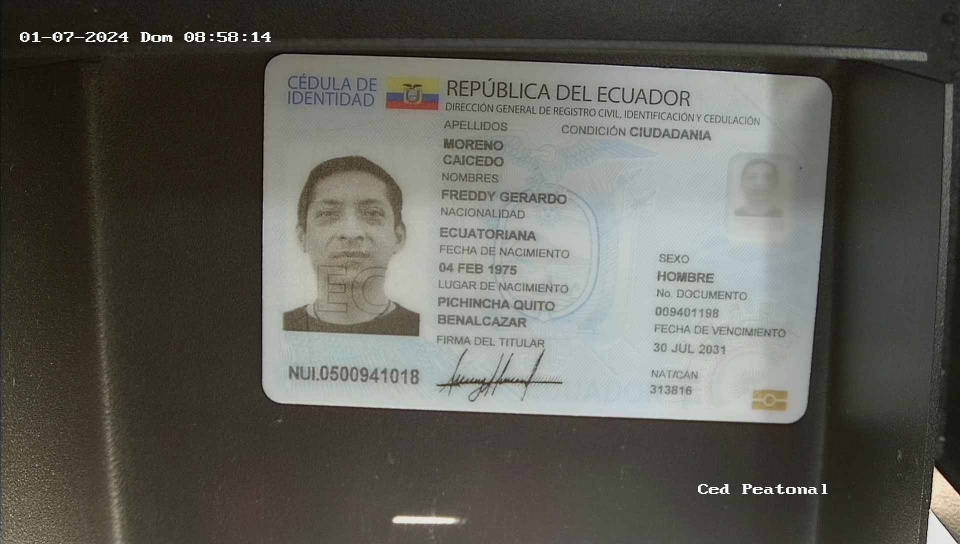 01-07-2024 Dom 08:58:14
CÉDULA DE
IDENTIDAD
REPÚBLICA DEL ECUADOR
DIRECCIÓN GENERAL DE REGISTRO CIVIL, IDENTIFICACIÓN Y CEDULACIÓN
APELLIDOS
CONDICIÓN CIUDADANIA
MORENO
CAICEDO
NOMBRES
FREDDY GERARDO
NACIONALIDAD
ECUATORIANA
FECHA DE NACIMIENTO
04 FEB 1975
LUGAR DE NACIMIENTO
PICHINCHA QUITO
BENALCAZAR
FIRMA DEL TITULAR
SEXO
HOMBRE
No. DOCUMENTO
009401198
FECHA DE VENCIMIENTO
30 JUL 2031
NAT/CAN
313816
EC
NUI.0500941018
Ced Peatonal